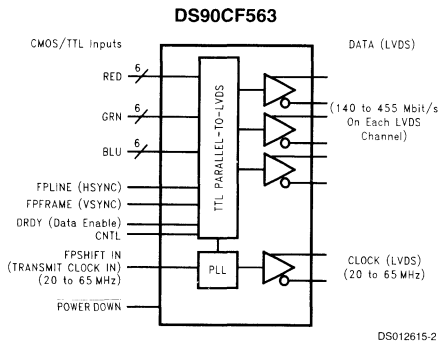 DS90CF563
CMOS/TTL Inputs
DATA (LVDS)
RED
6
GRN
6
BLU
6
FPLINE (HSYNC)
FPFRAME (VSYNC)
DRDY (Data Enable)
CNTL
FPSHIFT IN
(TRANSMIT CLOCK IN)
(20 to 65 MHz)
POWER DOWN
TTL PARALLEL-TO-LVDS
PLL
(140 to 455 Mbit/s
On Each LVDS
Channel)
CLOCK (LVDS)
(20 to 65 MHz)
DS012615-2